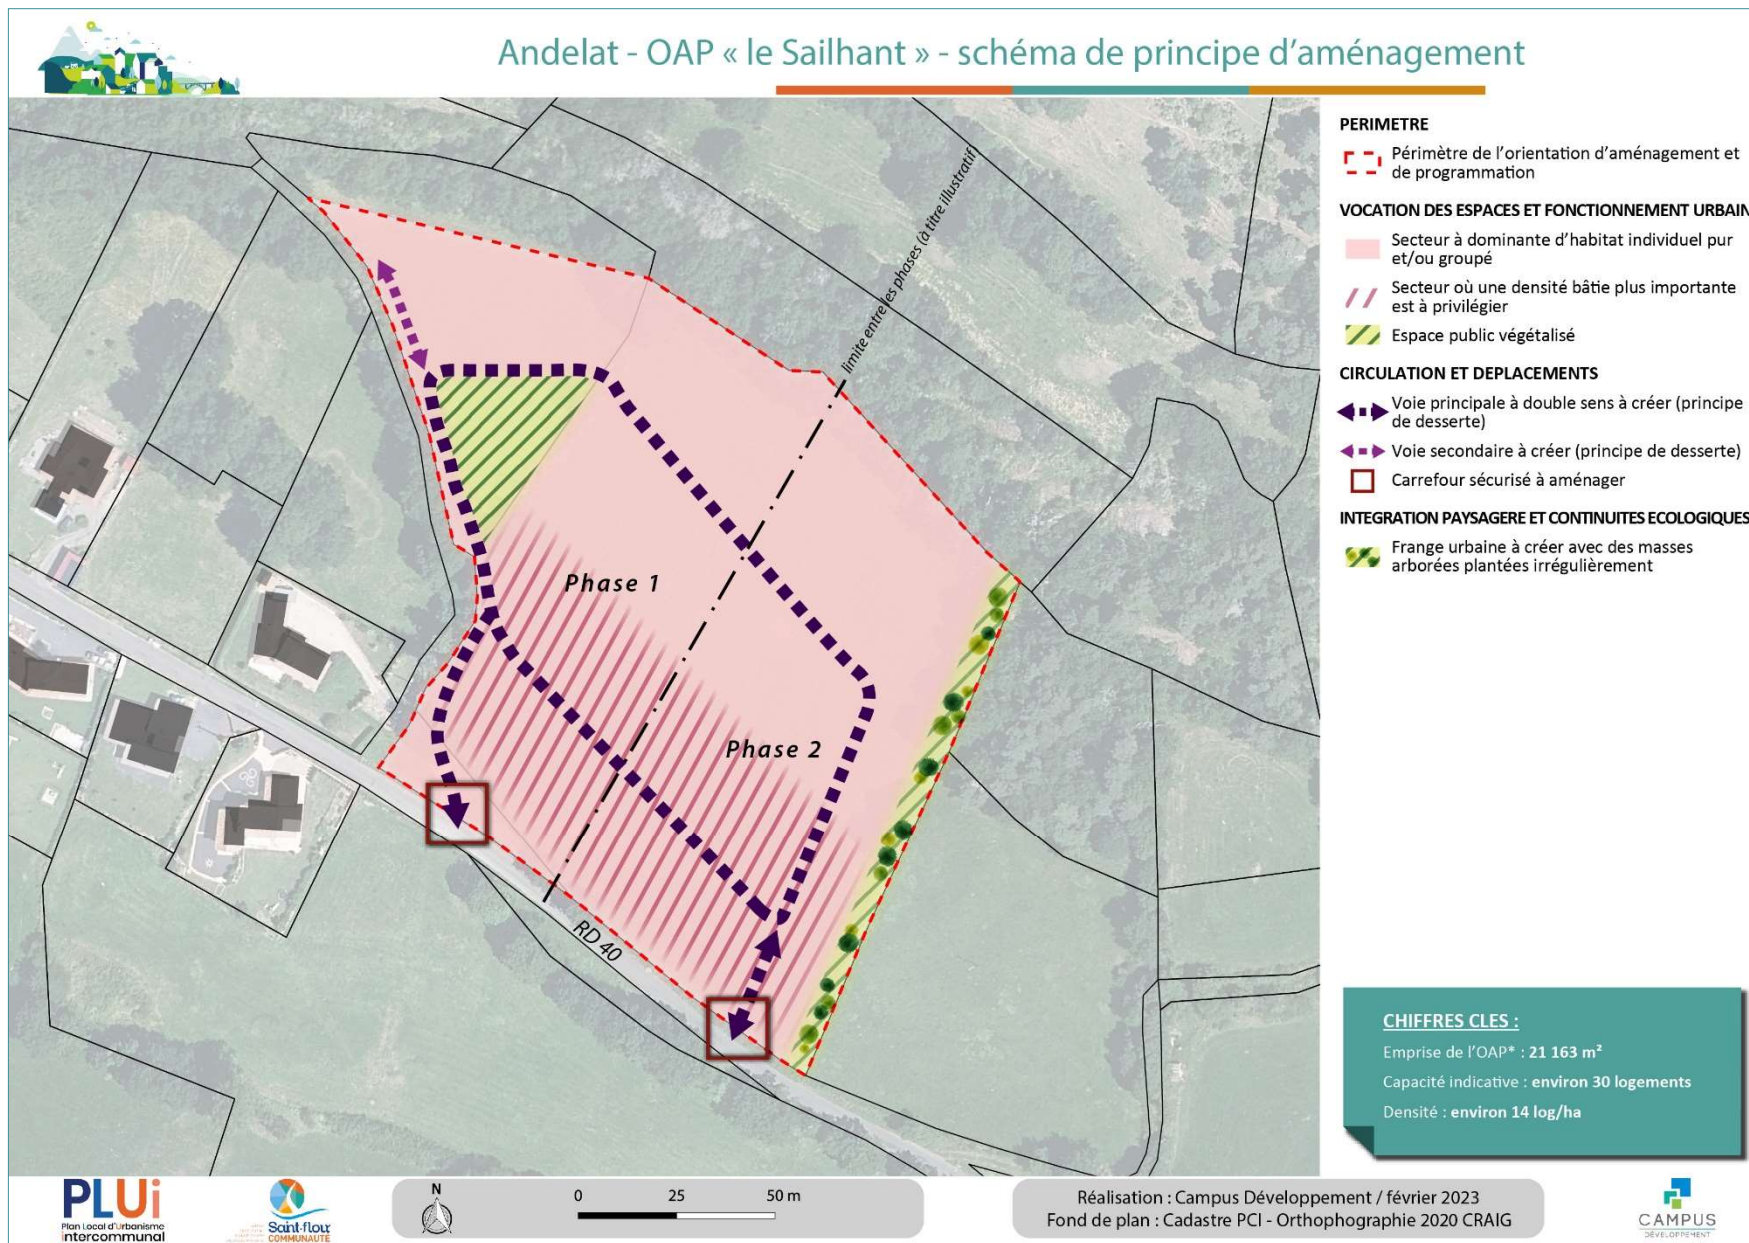 Andelat - OAP « le Sailhant » - schéma de principe d'aménagement
limite entre les phases (à titre illustratif)
Phase 1
Phase 2
RD 40
PERIMETRE
Périmètre de l'orientation d'aménagement et
de programmation
VOCATION DES ESPACES ET FONCTIONNEMENT URBAIN
Secteur à dominante d'habitat individuel pur
et/ou groupé
Secteur où une densité bâtie plus importante
est à privilégier
Espace public végétalisé
CIRCULATION ET DEPLACEMENTS
Voie principale à double sens à créer (principe
de desserte)
Voie secondaire à créer (principe de desserte)
Carrefour sécurisé à aménager
INTEGRATION PAYSAGERE ET CONTINUITES ECOLOGIQUES
Frange urbaine à créer avec des masses
arborées plantées irrégulièrement
CHIFFRES CLES :
Emprise de l'OAP* : 21 163 m²
Capacité indicative : environ 30 logements
Densité : environ 14 log/ha
PLUi
Plan Local d'Urbanisme
intercommunal
Saint-flour
COMMUNAUTÉ
N
0 25 50 m
Réalisation : Campus Développement / février 2023
Fond de plan : Cadastre PCI - Orthophographie 2020 CRAIG
CAMPUS
DÉVELOPPEMENT